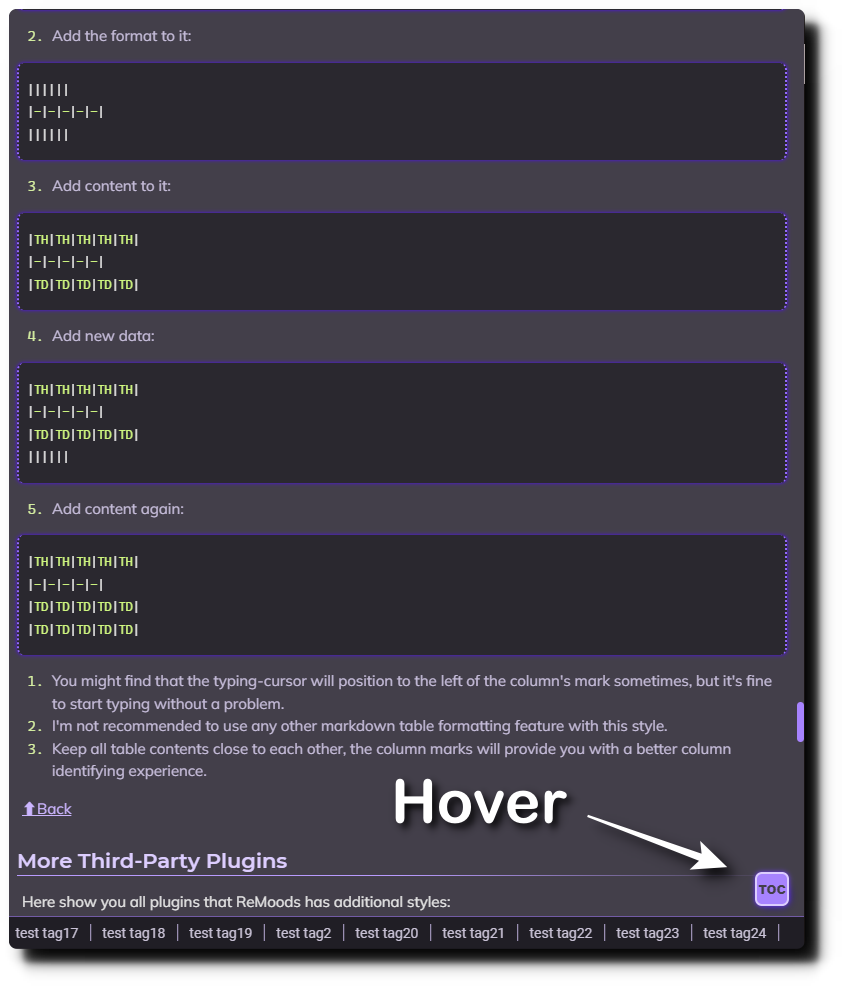 2. Add the format to it:
||||||
|-|-|-|-|-|
||||||
3. Add content to it:
|TH|TH|TH|TH|TH|
|-|-|-|-|-|
|TD|TD|TD|TD|TD|
4. Add new data:
|TH|TH|TH|TH|TH|
|-|-|-|-|-|
|TD|TD|TD|TD|TD|
||||||
5. Add content again:
|TH|TH|TH|TH|TH|
|-|-|-|-|-|
|TD|TD|TD|TD|TD|
|TD|TD|TD|TD|TD|
1. You might find that the typing-cursor will position to the left of the column's mark sometimes, but it's fine
to start typing without a problem.
2. I'm not recommended to use any other markdown table formatting feature with this style.
3. Keep all table contents close to each other, the column marks will provide you with a better column
identifying experience.
⬆Back
Hover
More Third-Party Plugins
TOC
Here show you all plugins that ReMoods has additional styles:
test tag17 | test tag18 | test tag19 | test tag2 | test tag20 | test tag21 | test tag22 | test tag23 | test tag24 |